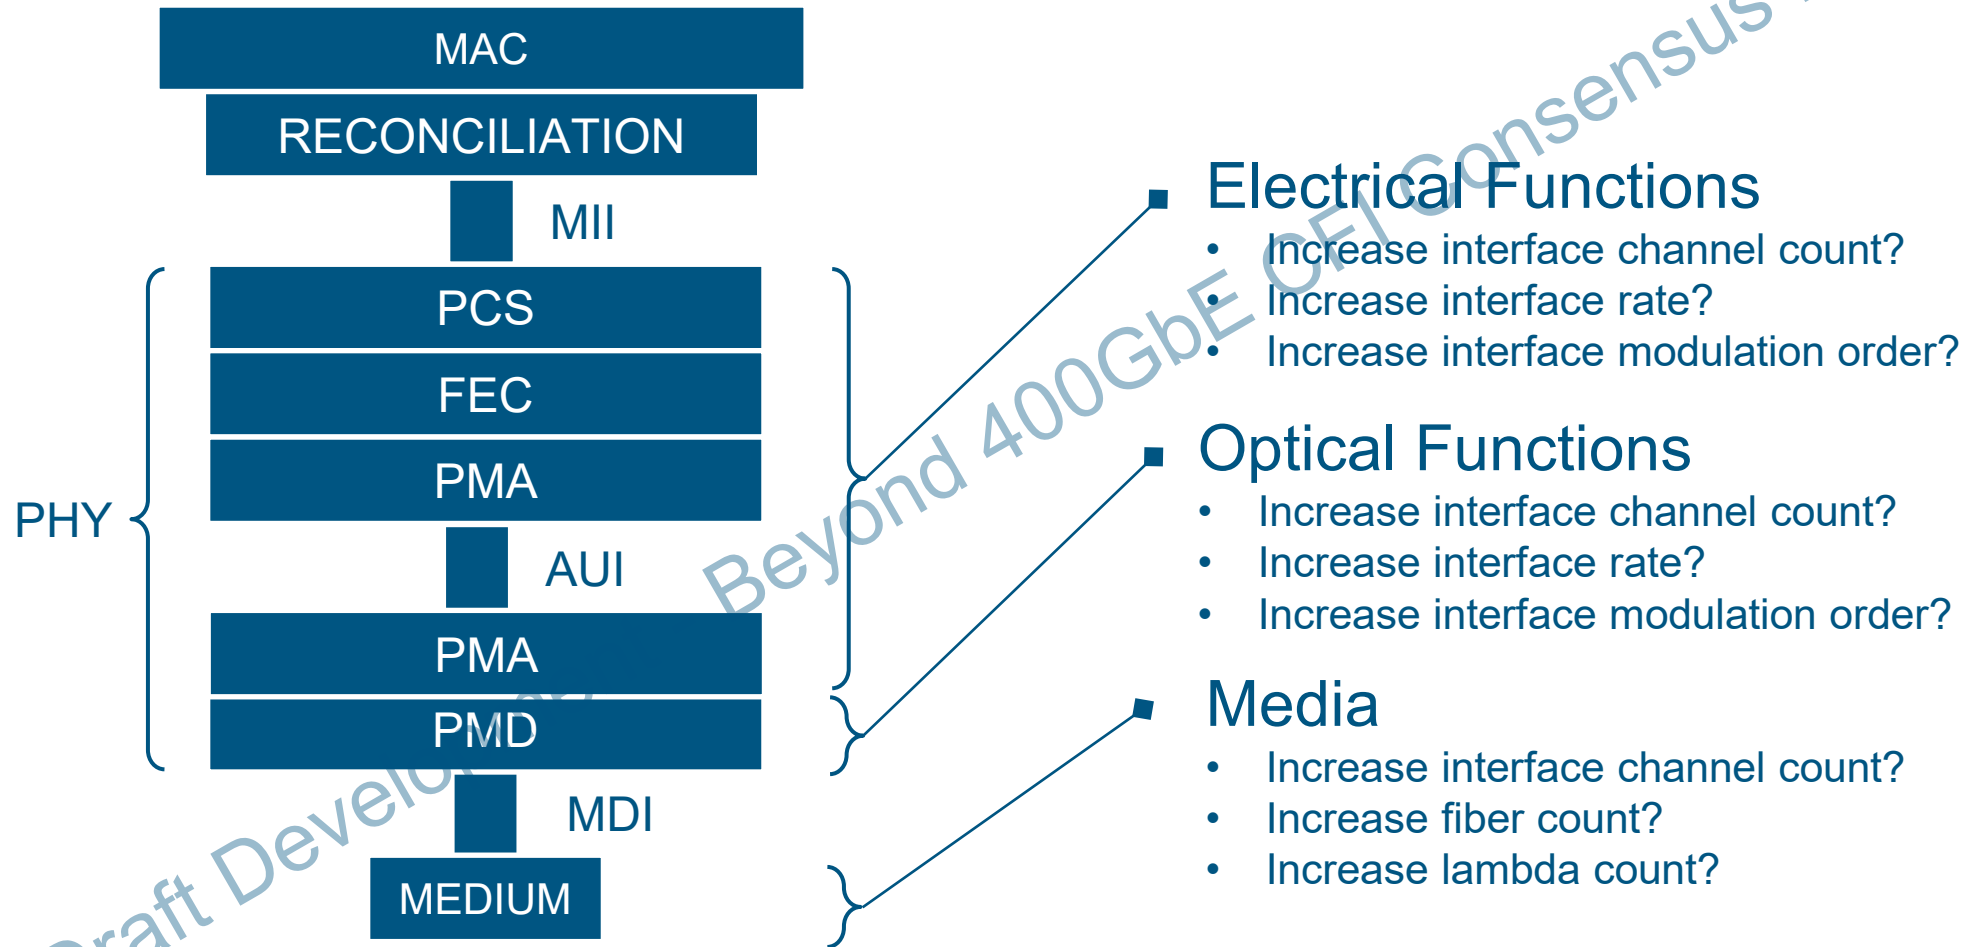 MAC
RECONCILIATION
MII
PCS
FEC
PMA
PHY
AUI
PMA
PMD
MDI
MEDIUM
Electrical Functions
• Increase interface channel count?
• Increase interface rate?
• Increase interface modulation order?
Optical Functions
• Increase interface channel count?
• Increase interface rate?
• Increase interface modulation order?
Media
• Increase interface channel count?
• Increase fiber count?
• Increase lambda count?
Draft Development Beyond 400GbE CFI Consensus